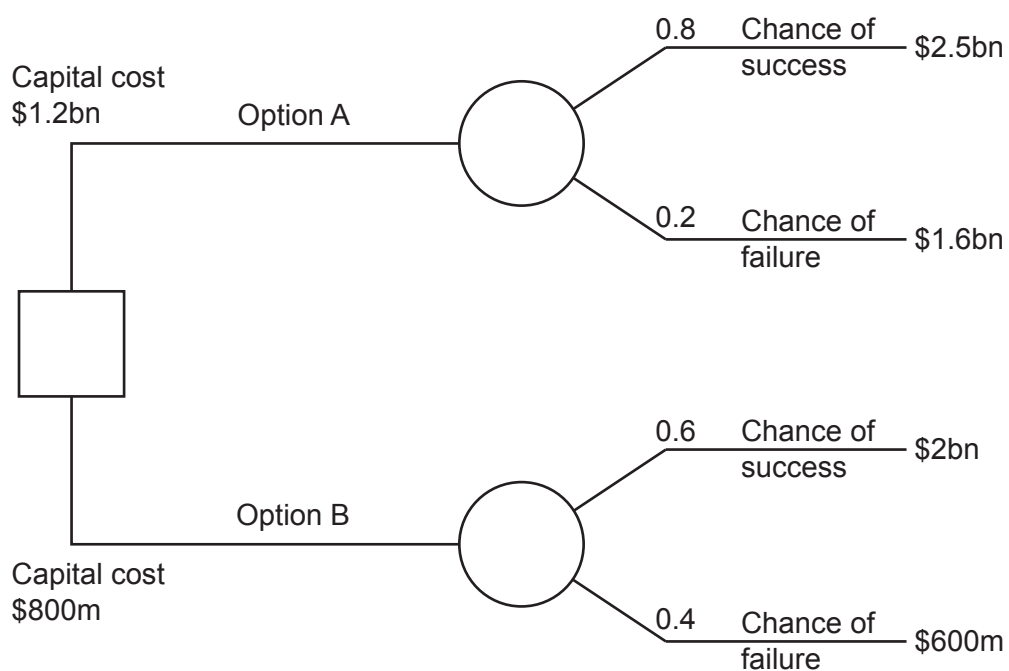 0.8
Chance of
success
$2.5bn
Capital cost
$1.2bn
Option A
0.2
Chance of
failure
$1.6bn
0.6
Chance of
success
$2bn
Option B
Capital cost
$800m
0.4
Chance of
failure
$600m